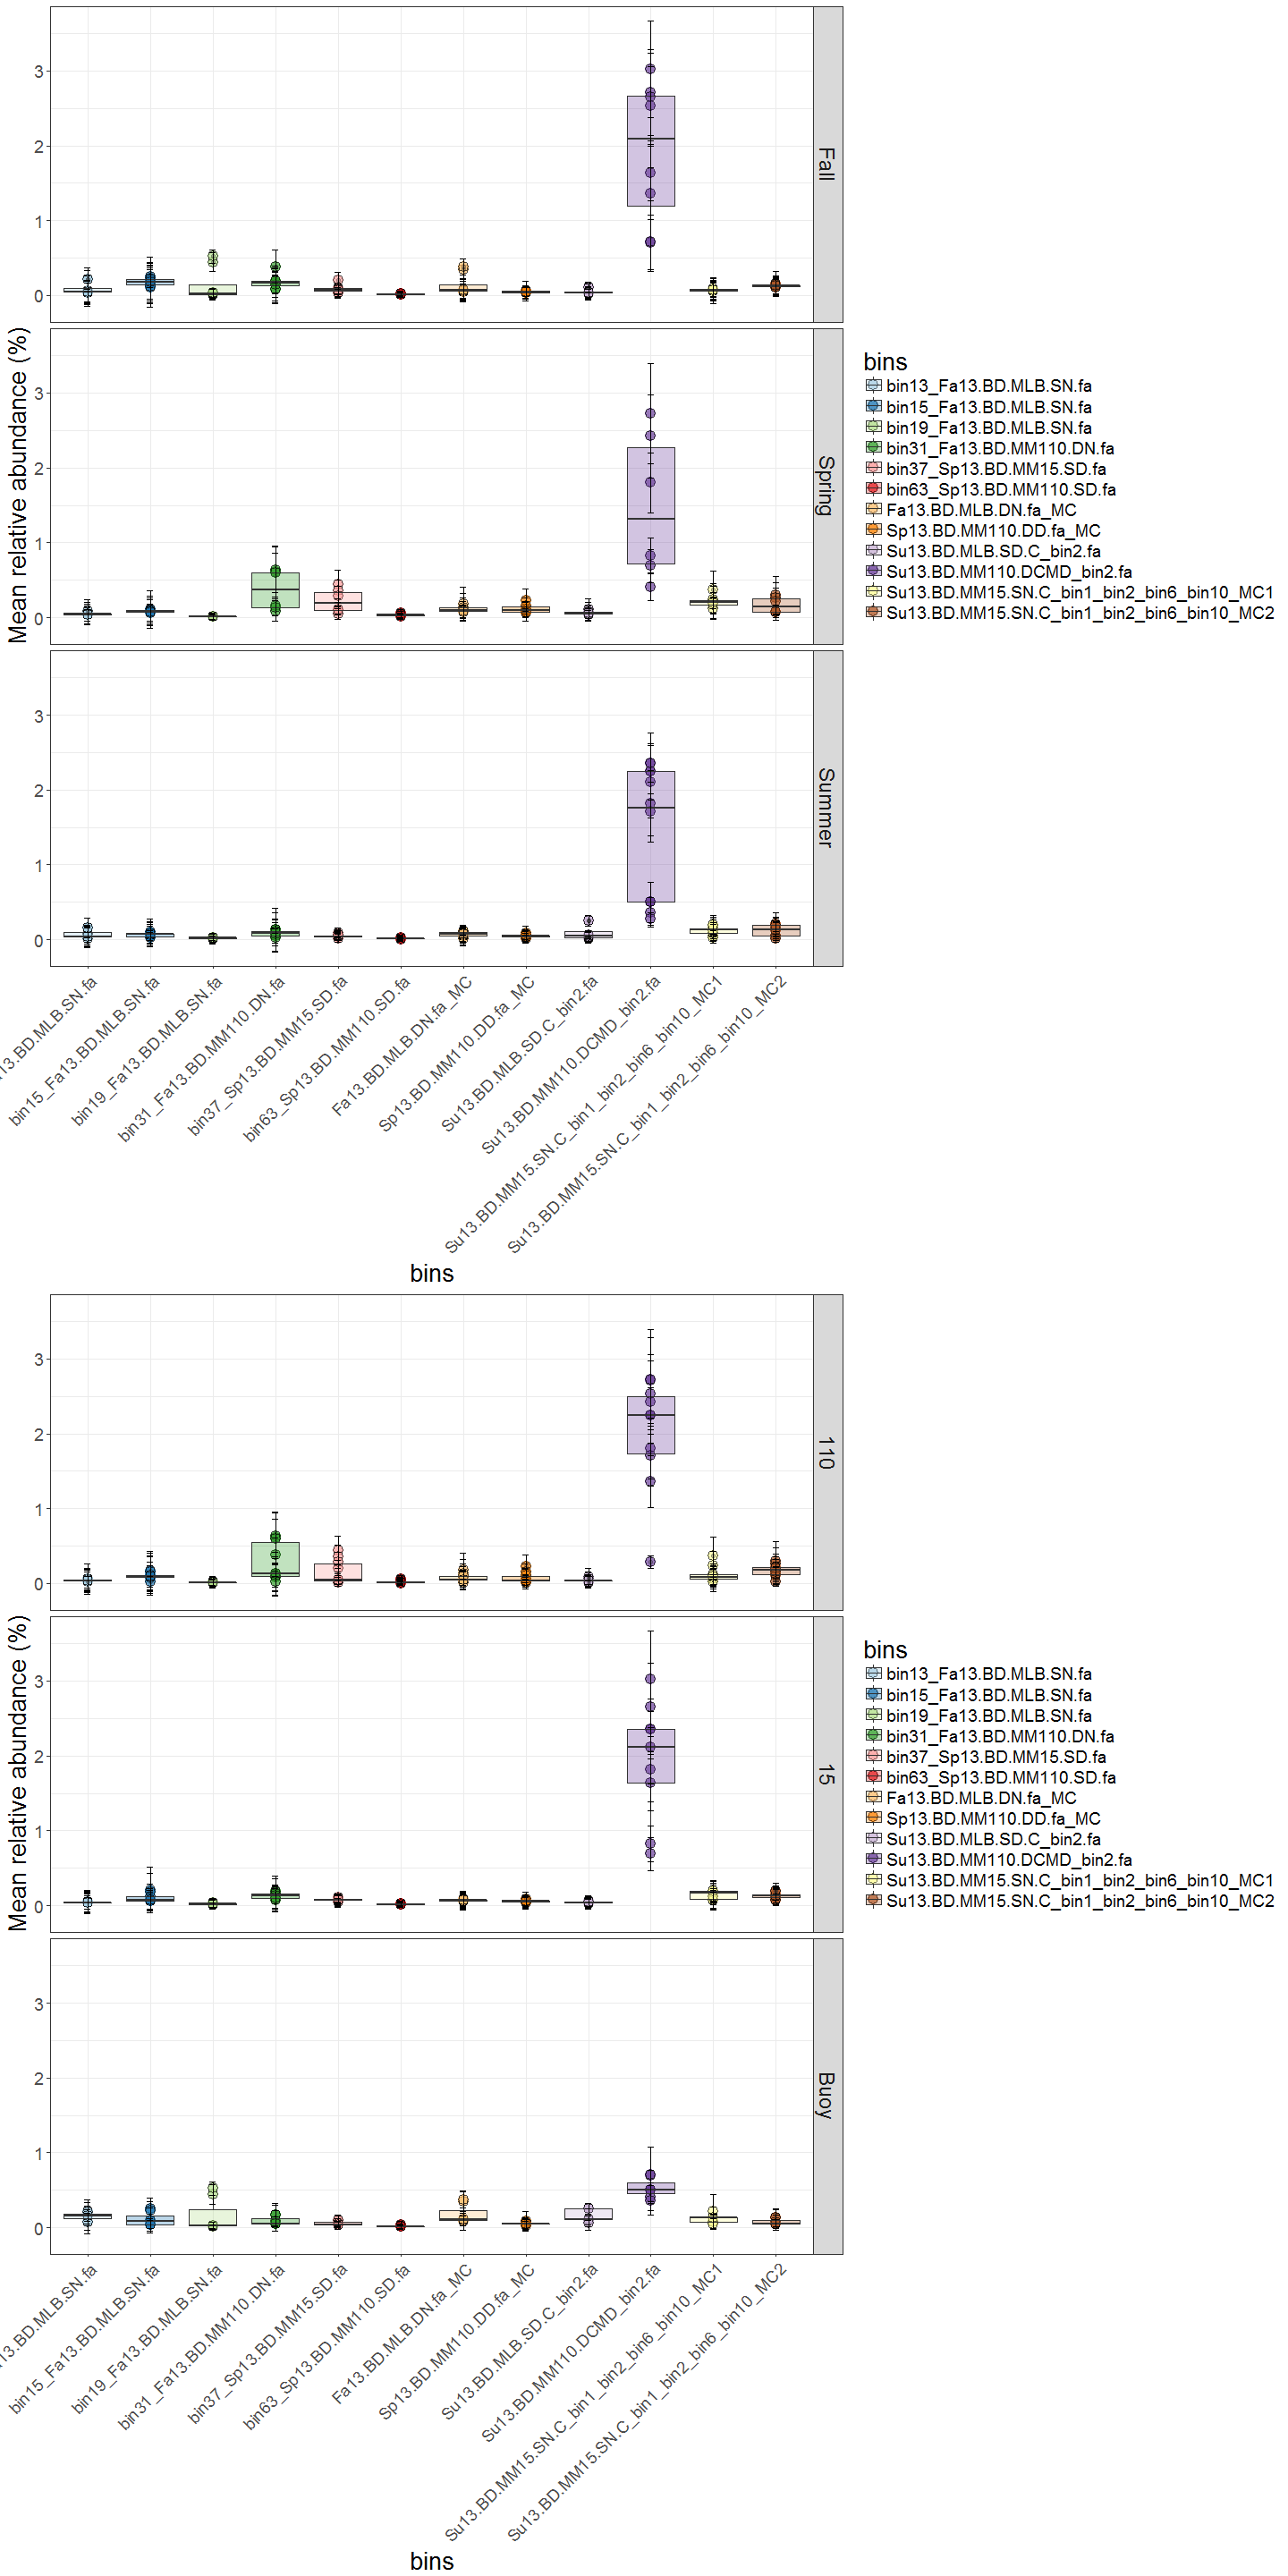 Mean relative abundance (%)
3
2
1
0
Fall
3
2
1
0
Spring
3
2
1
0
Summer
13.BD.MLB.SN.fa
bin15_Fa13.BD.MLB.SN.fa
bin19_Fa13.BD.MLB.SN.fa
bin31_Fa13.BD.MM110.DN.fa
bin37_Sp13.BD.MM15.SD.fa
bin63_Sp13.BD.MM110.SD.fa
Fa13.BD.MLB.DN.fa_MC
Sp13.BD.MM110.DD.fa_MC
Su13.BD.MLB.SD.C_bin2.fa
Su13.BD.MM110.DCMD_bin2.fa
Su13.BD.MM15.SN.C_bin1_bin2_bin6_bin10_MC1
Su13.BD.MM15.SN.C_bin1_bin2_bin6_bin10_MC2
bins
bins
bin13_Fa13.BD.MLB.SN.fa
bin15_Fa13.BD.MLB.SN.fa
bin19_Fa13.BD.MLB.SN.fa
bin31_Fa13.BD.MM110.DN.fa
bin37_Sp13.BD.MM15.SD.fa
bin63_Sp13.BD.MM110.SD.fa
Fa13.BD.MLB.DN.fa_MC
Sp13.BD.MM110.DD.fa_MC
Su13.BD.MLB.SD.C_bin2.fa
Su13.BD.MM110.DCMD_bin2.fa
Su13.BD.MM15.SN.C_bin1_bin2_bin6_bin10_MC1
Su13.BD.MM15.SN.C_bin1_bin2_bin6_bin10_MC2
Mean relative abundance (%)
3
2
1
0
110
3
2
1
0
15
3
2
1
0
Buoy
13.BD.MLB.SN.fa
bin15_Fa13.BD.MLB.SN.fa
bin19_Fa13.BD.MLB.SN.fa
bin31_Fa13.BD.MM110.DN.fa
bin37_Sp13.BD.MM15.SD.fa
bin63_Sp13.BD.MM110.SD.fa
Fa13.BD.MLB.DN.fa_MC
Sp13.BD.MM110.DD.fa_MC
Su13.BD.MLB.SD.C_bin2.fa
Su13.BD.MM110.DCMD_bin2.fa
Su13.BD.MM15.SN.C_bin1_bin2_bin6_bin10_MC1
Su13.BD.MM15.SN.C_bin1_bin2_bin6_bin10_MC2
bins
bins
bin13_Fa13.BD.MLB.SN.fa
bin15_Fa13.BD.MLB.SN.fa
bin19_Fa13.BD.MLB.SN.fa
bin31_Fa13.BD.MM110.DN.fa
bin37_Sp13.BD.MM15.SD.fa
bin63_Sp13.BD.MM110.SD.fa
Fa13.BD.MLB.DN.fa_MC
Sp13.BD.MM110.DD.fa_MC
Su13.BD.MLB.SD.C_bin2.fa
Su13.BD.MM110.DCMD_bin2.fa
Su13.BD.MM15.SN.C_bin1_bin2_bin6_bin10_MC1
Su13.BD.MM15.SN.C_bin1_bin2_bin6_bin10_MC2